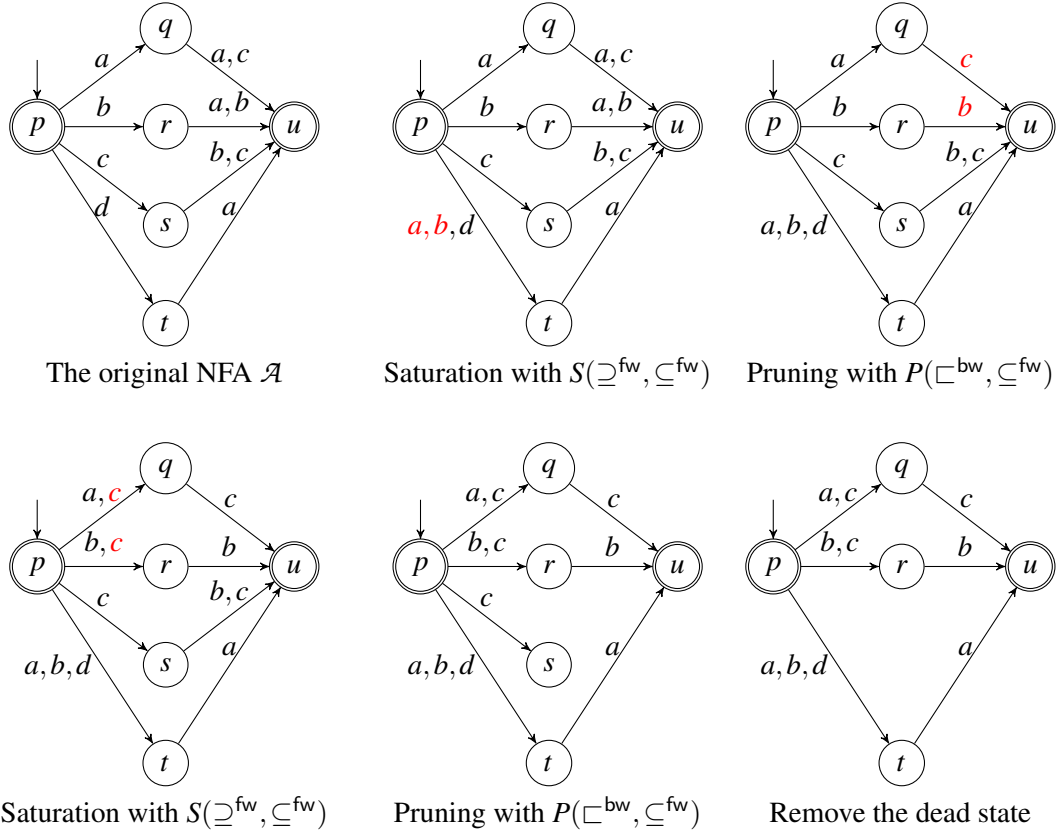 q
q
q
a
a, c
a
a, c
a
c
p
b
r
a, b
u
p
b
r
a, b
u
p
b
r
b
u
c
b, c
c
b, c
c
b, c
d
s
a
a, b, d
s
a
a, b, d
s
a
t
t
t
The original NFA 𝒜
Saturation with S(⊇ᶠʷ, ⊆ᶠʷ)
Pruning with P(⊏ᵇʷ, ⊆ᶠʷ)
q
q
q
a, c
c
a, c
c
a, c
c
p
b, c
r
b
u
p
b, c
r
b
u
p
b, c
r
b
u
c
b, c
c
a, b, d
s
a
a, b, d
s
a
a, b, d
a
t
t
t
Saturation with S(⊇ᶠʷ, ⊆ᶠʷ)
Pruning with P(⊏ᵇʷ, ⊆ᶠʷ)
Remove the dead state